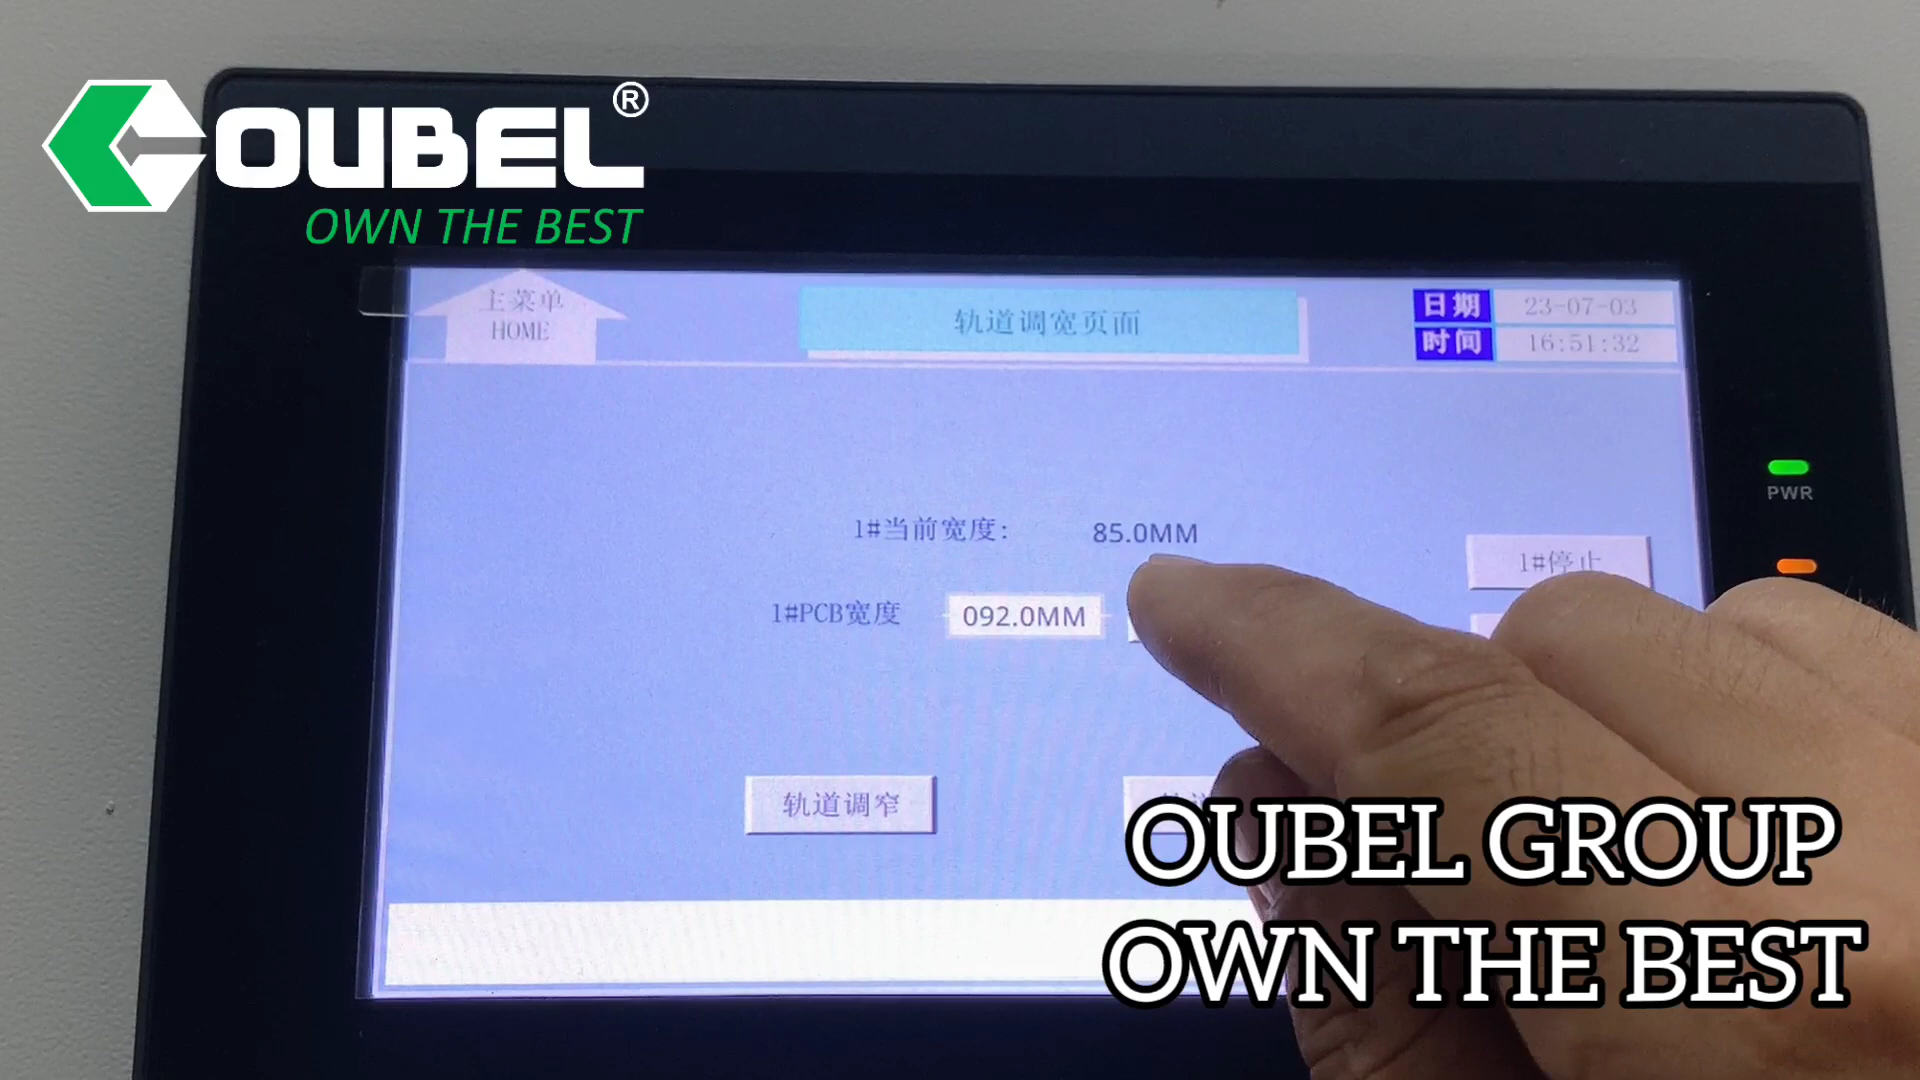 OUBEL®
OWN THE BEST
主菜单
HOME
轨道调宽页面
日期 23-07-03
时间 16:51:32
1#当前宽度: 85.0MM
1#停止
1#PCB宽度 092.0MM
轨道调窄
PWR
OUBEL GROUP
OWN THE BEST